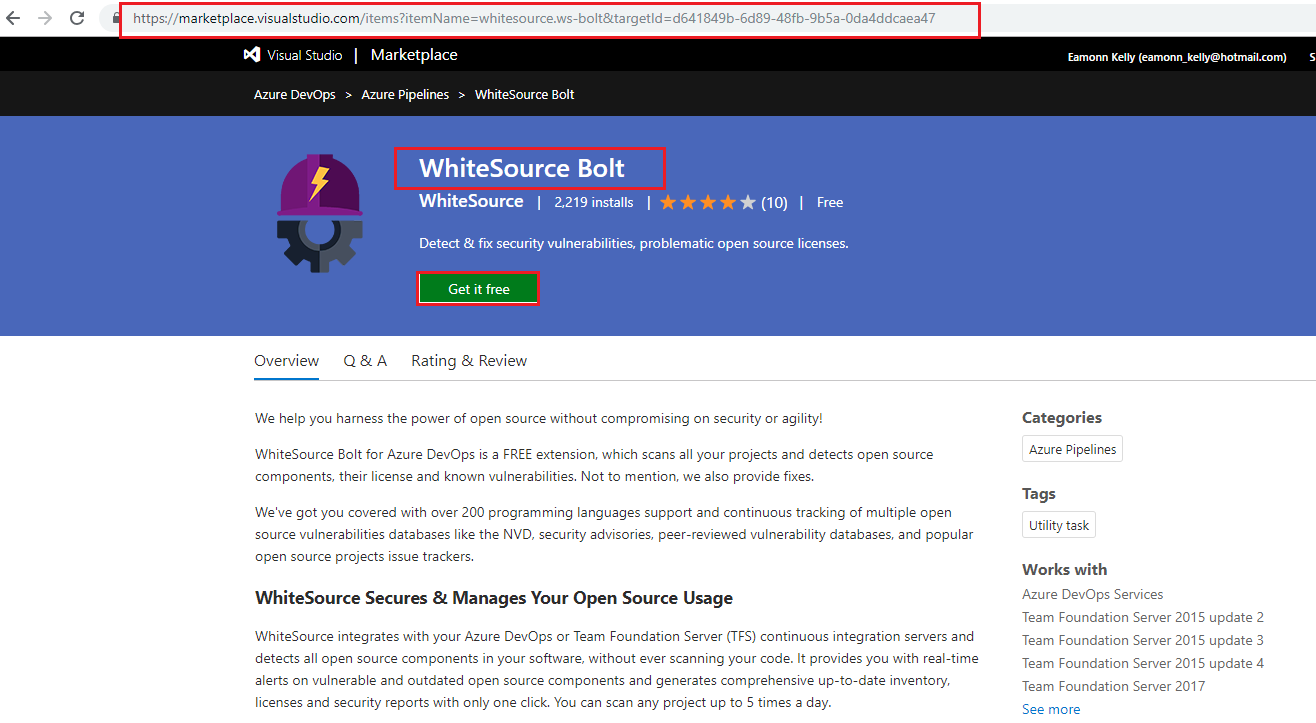 https://marketplace.visualstudio.com/items?itemName=whitesource.ws-bolt&targetId=d641849b-6d89-48fb-9b5a-0da4ddcaea47
Visual Studio | Marketplace
Eamonn Kelly (eamonn_kelly@hotmail.com) S
Azure DevOps > Azure Pipelines > WhiteSource Bolt
WhiteSource Bolt
WhiteSource | 2,219 installs | (10) | Free
Detect & fix security vulnerabilities, problematic open source licenses.
Get it free
Overview Q & A Rating & Review
We help you harness the power of open source without compromising on security or agility!
WhiteSource Bolt for Azure DevOps is a FREE extension, which scans all your projects and detects open source
components, their license and known vulnerabilities. Not to mention, we also provide fixes.
We've got you covered with over 200 programming languages support and continuous tracking of multiple open
source vulnerabilities databases like the NVD, security advisories, peer-reviewed vulnerability databases, and popular
open source projects issue trackers.
WhiteSource Secures & Manages Your Open Source Usage
WhiteSource integrates with your Azure DevOps or Team Foundation Server (TFS) continuous integration servers and
detects all open source components in your software, without ever scanning your code. It provides you with real-time
alerts on vulnerable and outdated open source components and generates comprehensive up-to-date inventory,
licenses and security reports with only one click. You can scan any project up to 5 times a day.
Categories
Azure Pipelines
Tags
Utility task
Works with
Azure DevOps Services
Team Foundation Server 2015 update 2
Team Foundation Server 2015 update 3
Team Foundation Server 2015 update 4
Team Foundation Server 2017
See more